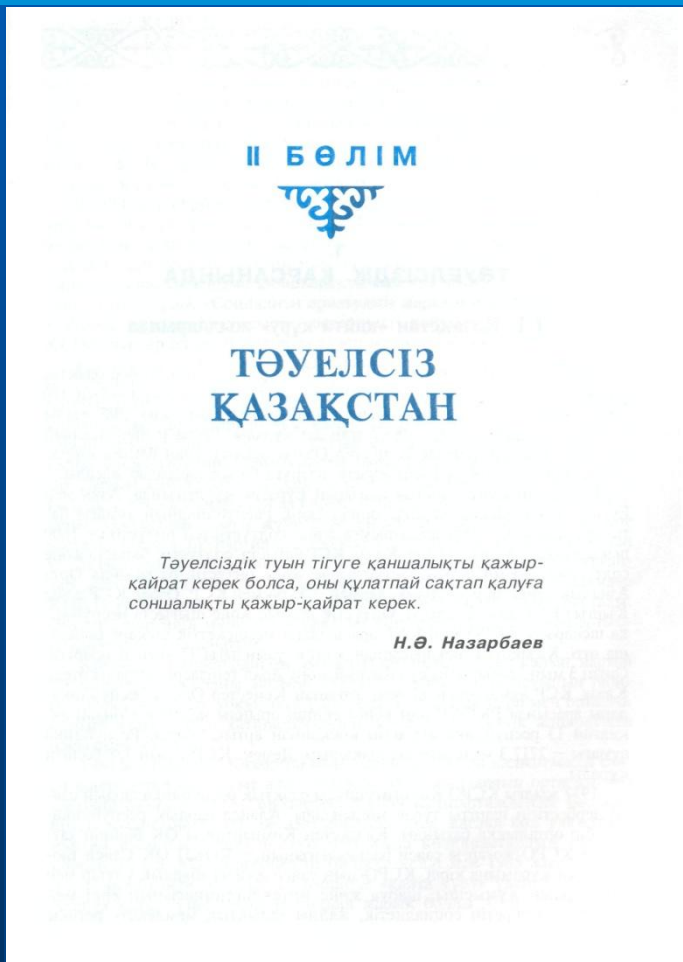 II БӨЛІМ
ТӘУЕЛСІЗ
ҚАЗАҚСТАН
Тәуелсіздік туын тігуге қаншалықты қажыр-
қайрат керек болса, оны құлатпай сақтап қалуға
соншалықты қажыр-қайрат керек.
Н.Ә. Назарбаев